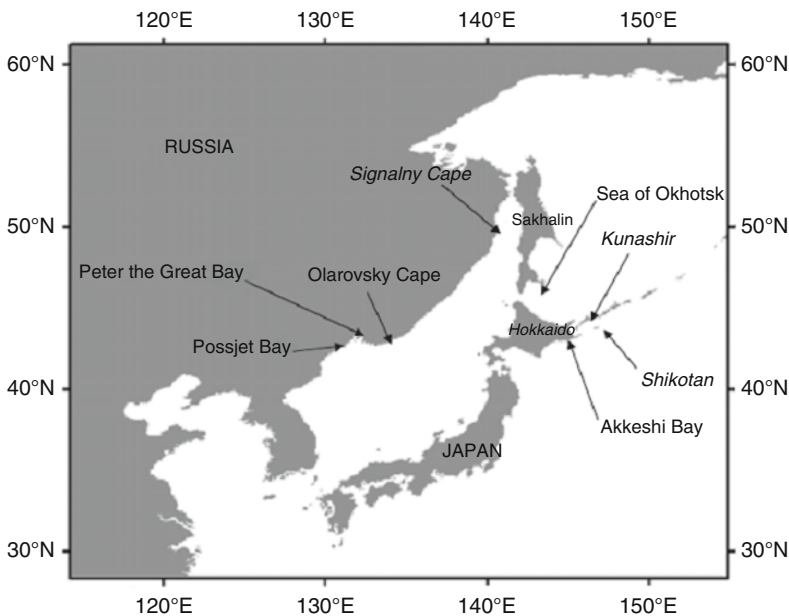 120°E 130°E 140°E 150°E
60°N 60°N
RUSSIA
Signalny Cape
Sea of Okhotsk
Sakhalin
50°N 50°N
Kunashir
Peter the Great Bay
Olarovsky Cape
Hokkaido
Possjet Bay
Shikotan
40°N 40°N
Akkeshi Bay
JAPAN
30°N 30°N
120°E 130°E 140°E 150°E